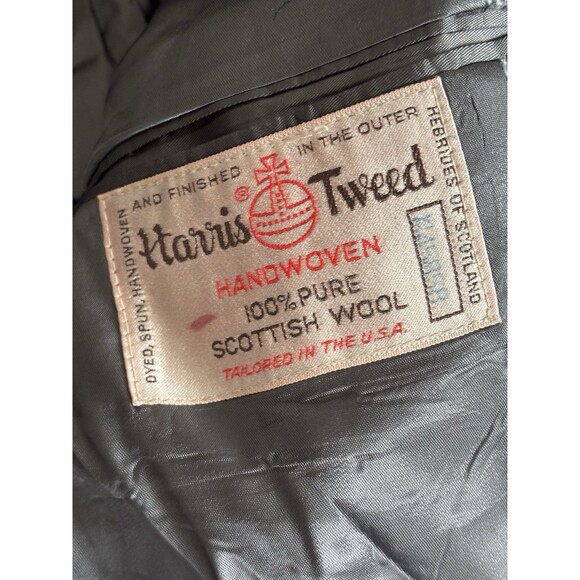 DYED, SPUN, HANDWOVEN AND FINISHED IN THE OUTER HEBRIDES OF SCOTLAND
Harris ® Tweed
HANDWOVEN
100% PURE
SCOTTISH WOOL
TAILORED IN THE U.S.A.